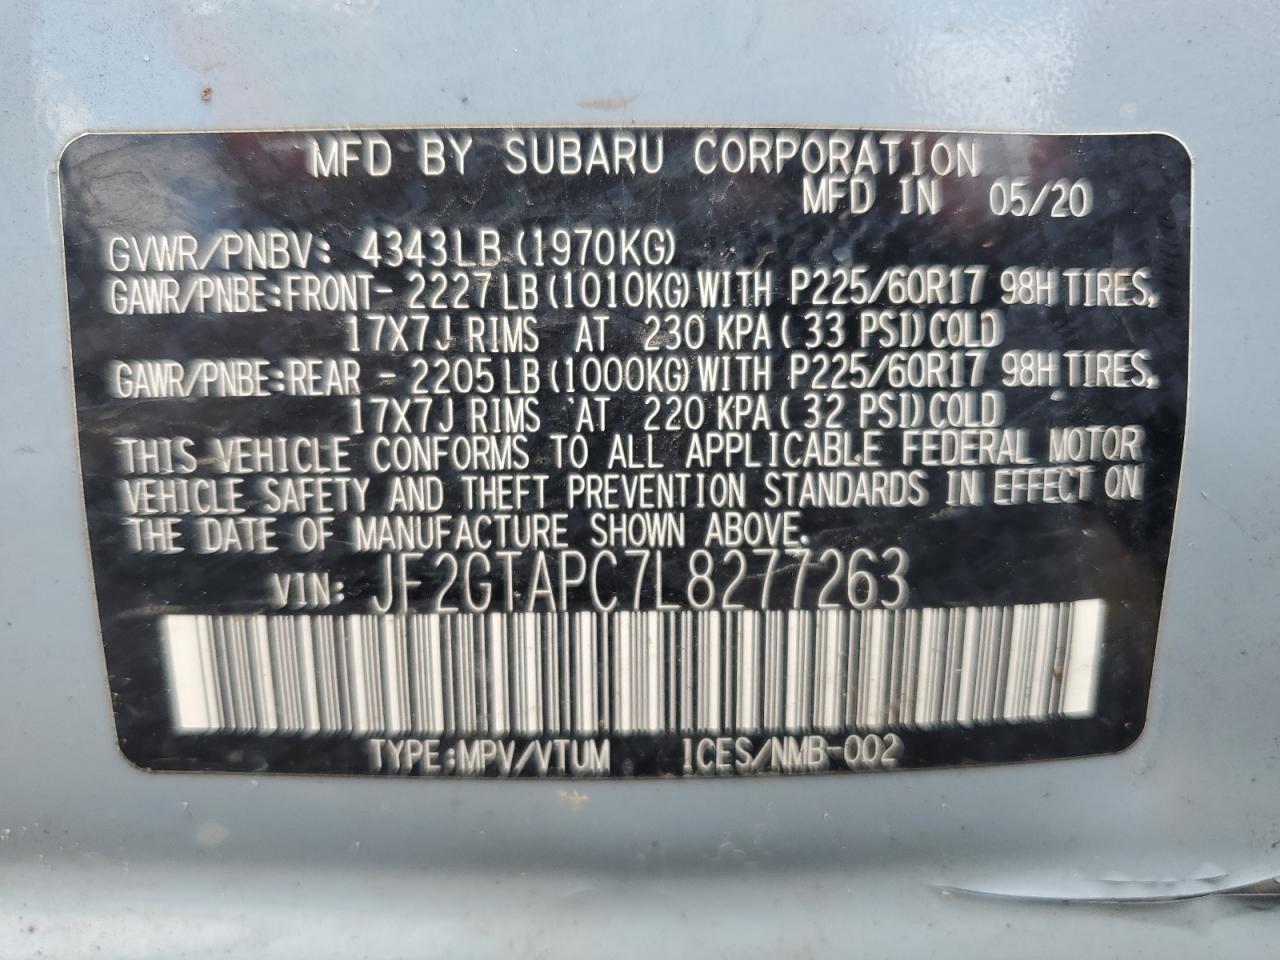 MFD BY SUBARU CORPORATION
MFD IN 05/20
GVWR/PNBV: 4343LB (1970KG)
GAWR/PNBE:FRONT- 2227 LB (1010KG) WITH P225/60R17 98H TIRES,
17X7J RIMS AT 230 KPA ( 33 PSI) COLD
GAWR/PNBE:REAR - 2205 LB (1000KG) WITH P225/60R17 98H TIRES,
17X7J RIMS AT 220 KPA ( 32 PSI) COLD
THIS VEHICLE CONFORMS TO ALL APPLICABLE FEDERAL MOTOR
VEHICLE SAFETY AND THEFT PREVENTION STANDARDS IN EFFECT ON
THE DATE OF MANUFACTURE SHOWN ABOVE.
VIN: JF2GTAPC7L8277263
TYPE:MPV/VTUM ICES/NMB-002